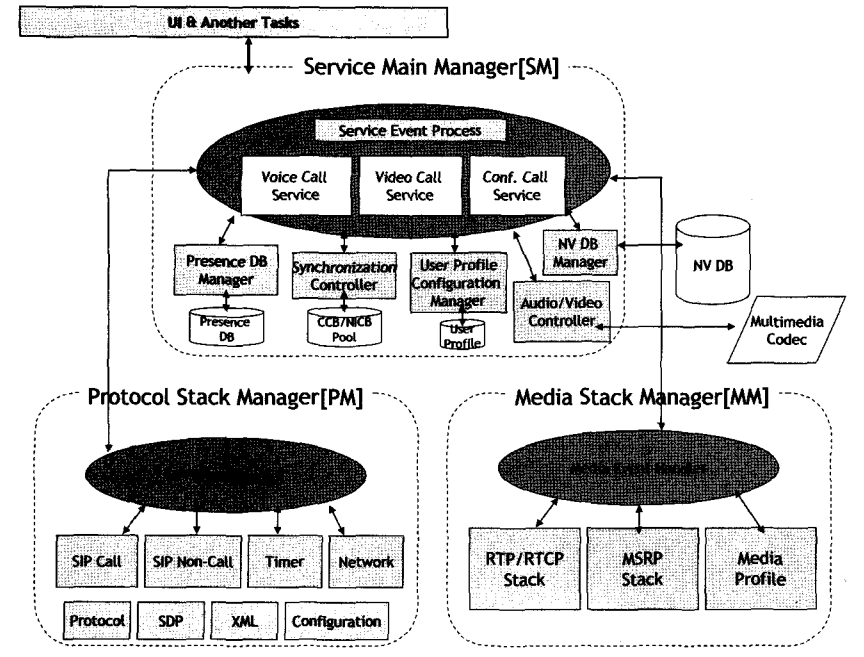 UI & Another Tasks
Service Main Manager[SM]
Service Event Process
Voice Call
Service
Video Call
Service
Conf. Call
Service
Presence DB
Manager
Synchronization
Controller
User Profile
Configuration
Manager
NV DB
Manager
NV DB
Presence
DB
CCB/NICB
Pool
User
Profile
Audio/Video
Controller
Multimedia
Codec
Protocol Stack Manager[PM]
Media Stack Manager[MM]
Media Event Handler
SIP Call
SIP Non-Call
Timer
Network
RTP/RTCP
Stack
MSRP
Stack
Media
Profile
Protocol
SDP
XML
Configuration